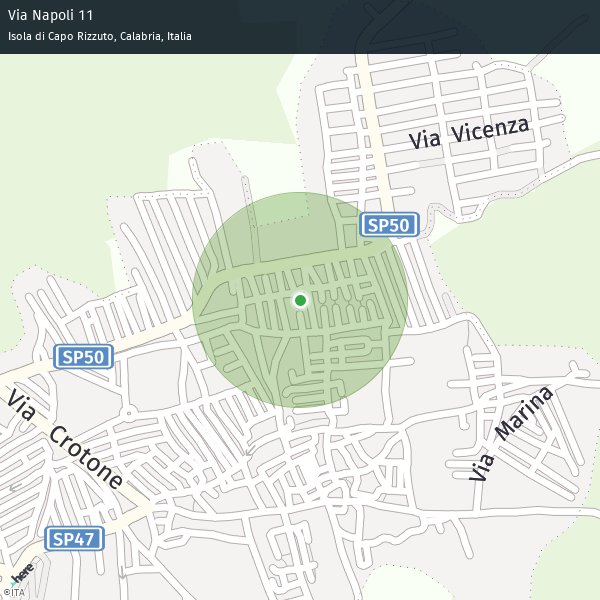 Via Napoli 11
Isola di Capo Rizzuto, Calabria, Italia
Via Vicenza
SP50
SP50
Via Crotone
Via Marina
SP47
here
©ITA